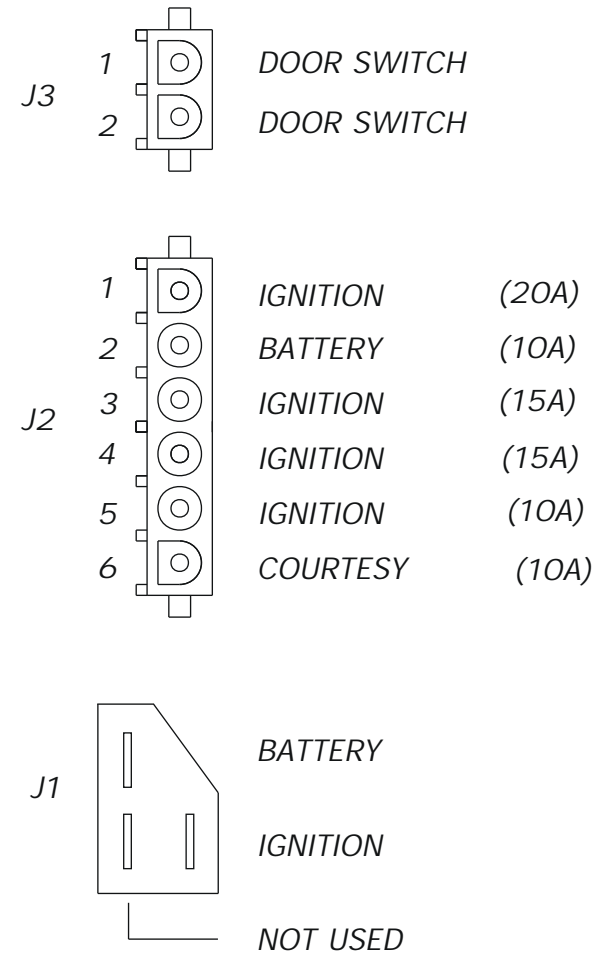 1 DOOR SWITCH
J3
2 DOOR SWITCH
1 IGNITION (20A)
2 BATTERY (10A)
3 IGNITION (15A)
J2
4 IGNITION (15A)
5 IGNITION (10A)
6 COURTESY (10A)
BATTERY
J1
IGNITION
NOT USED